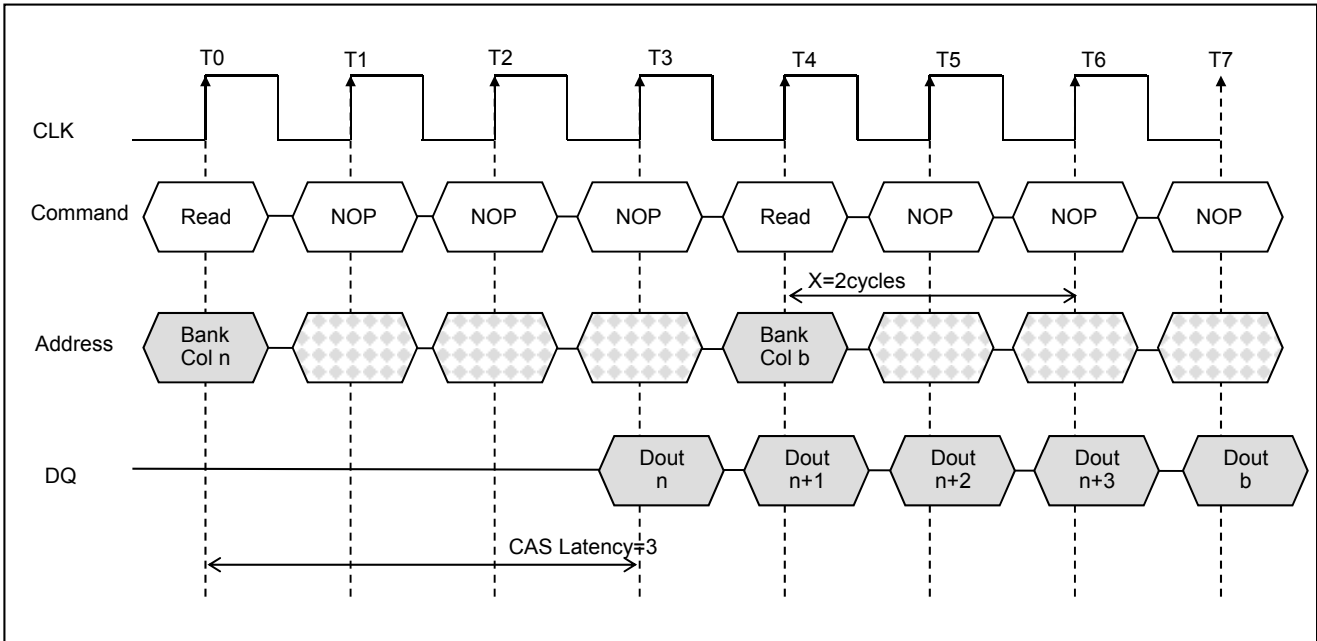 T0 T1 T2 T3 T4 T5 T6 T7
CLK
Command Read NOP NOP NOP Read NOP NOP NOP
X=2cycles
Address
Bank
Col n
Bank
Col b
DQ
Dout
n
Dout
n+1
Dout
n+2
Dout
n+3
Dout
b
CAS Latency=3